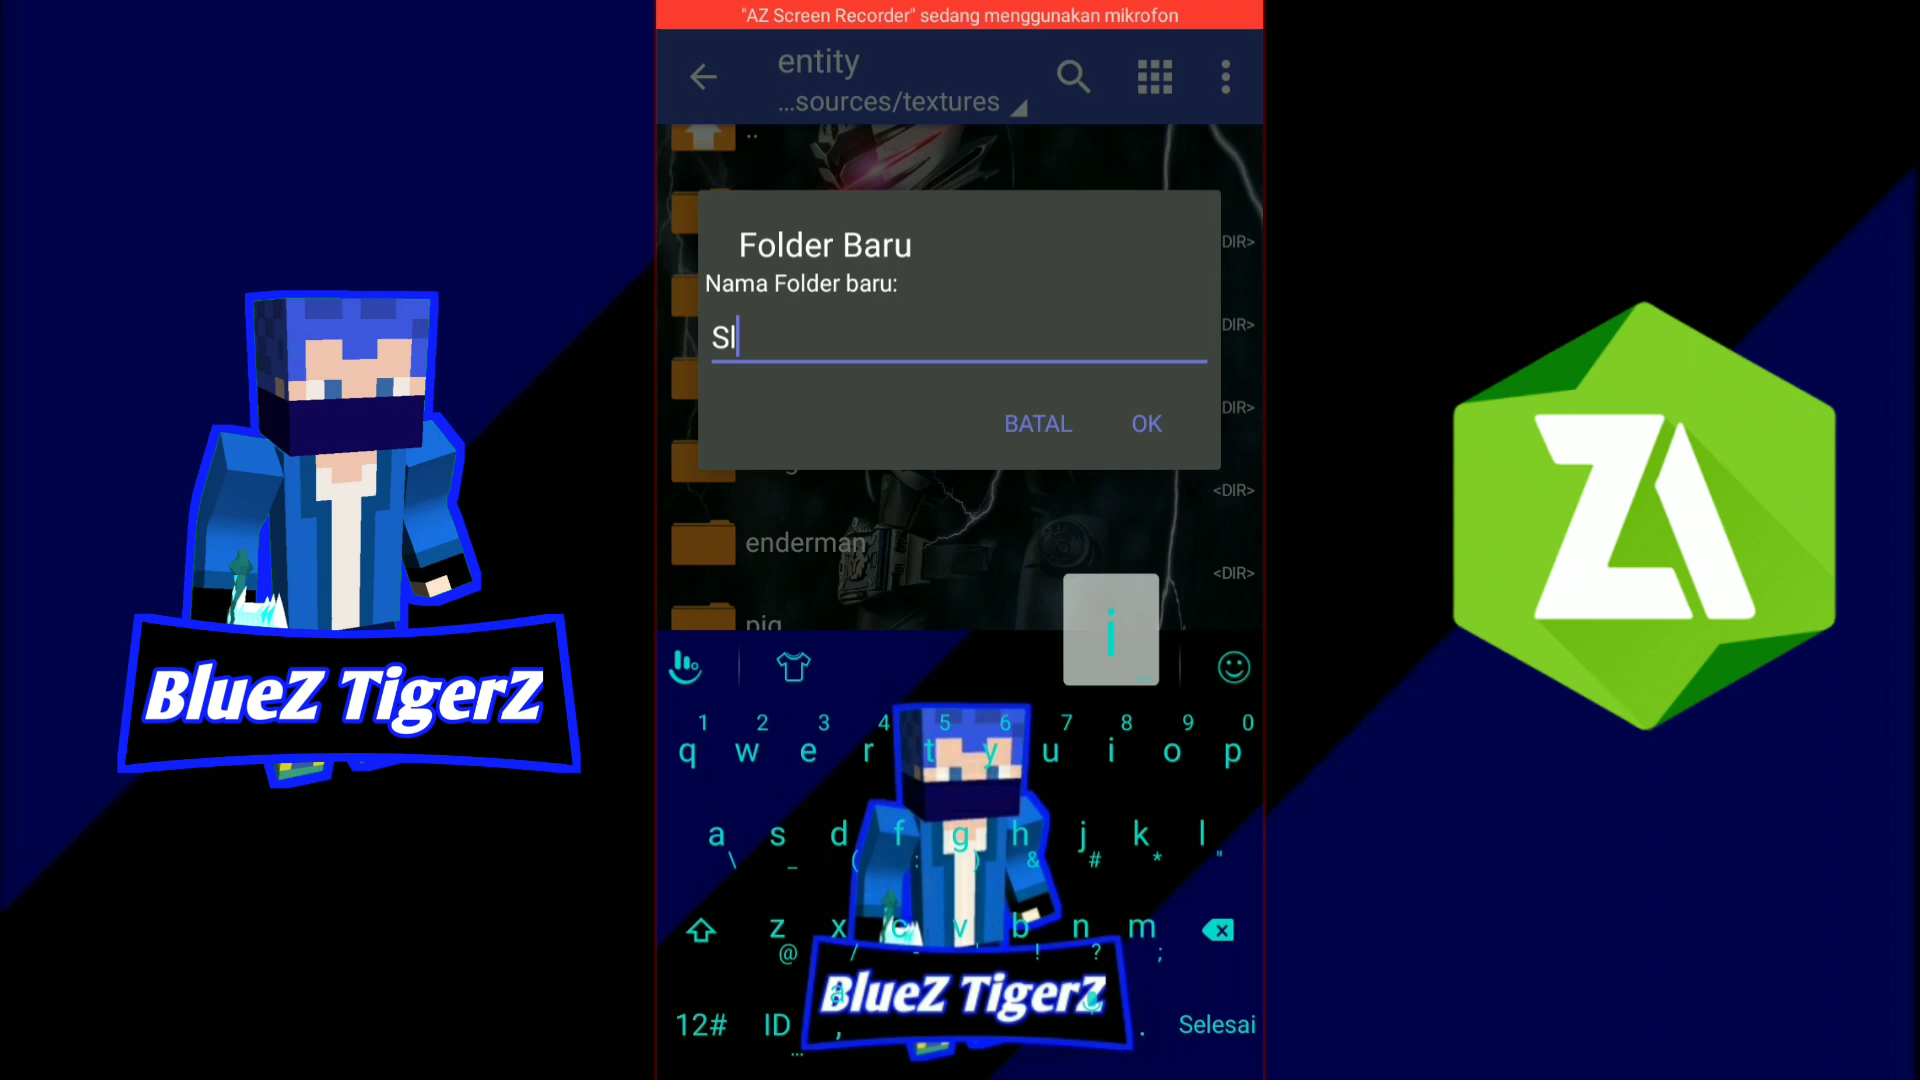 "AZ Screen Recorder" sedang menggunakan mikrofon
entity
...sources/textures
..
Folder Baru
Nama Folder baru:
Sl
BATAL OK
DIR>
DIR>
DIR>
<DIR>
enderman
<DIR>
pig
i
...
1 2 3 4 5 6 7 8 9 0
q w e r t y u i o p
a s d f g h j k l
\ _ ( : ) & # * "
z x c v b n m
@ / - ' ! ? ;
12# ID , . Selesai
...
BlueZ TigerZ
BlueZ TigerZ
ZA